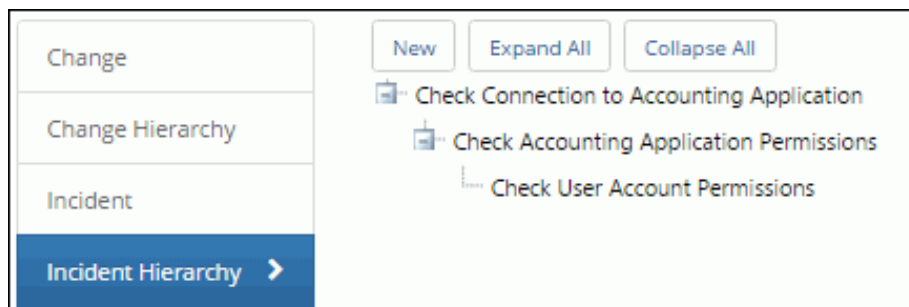 Change
Change Hierarchy
Incident
Incident Hierarchy
New Expand All Collapse All
Check Connection to Accounting Application
Check Accounting Application Permissions
Check User Account Permissions